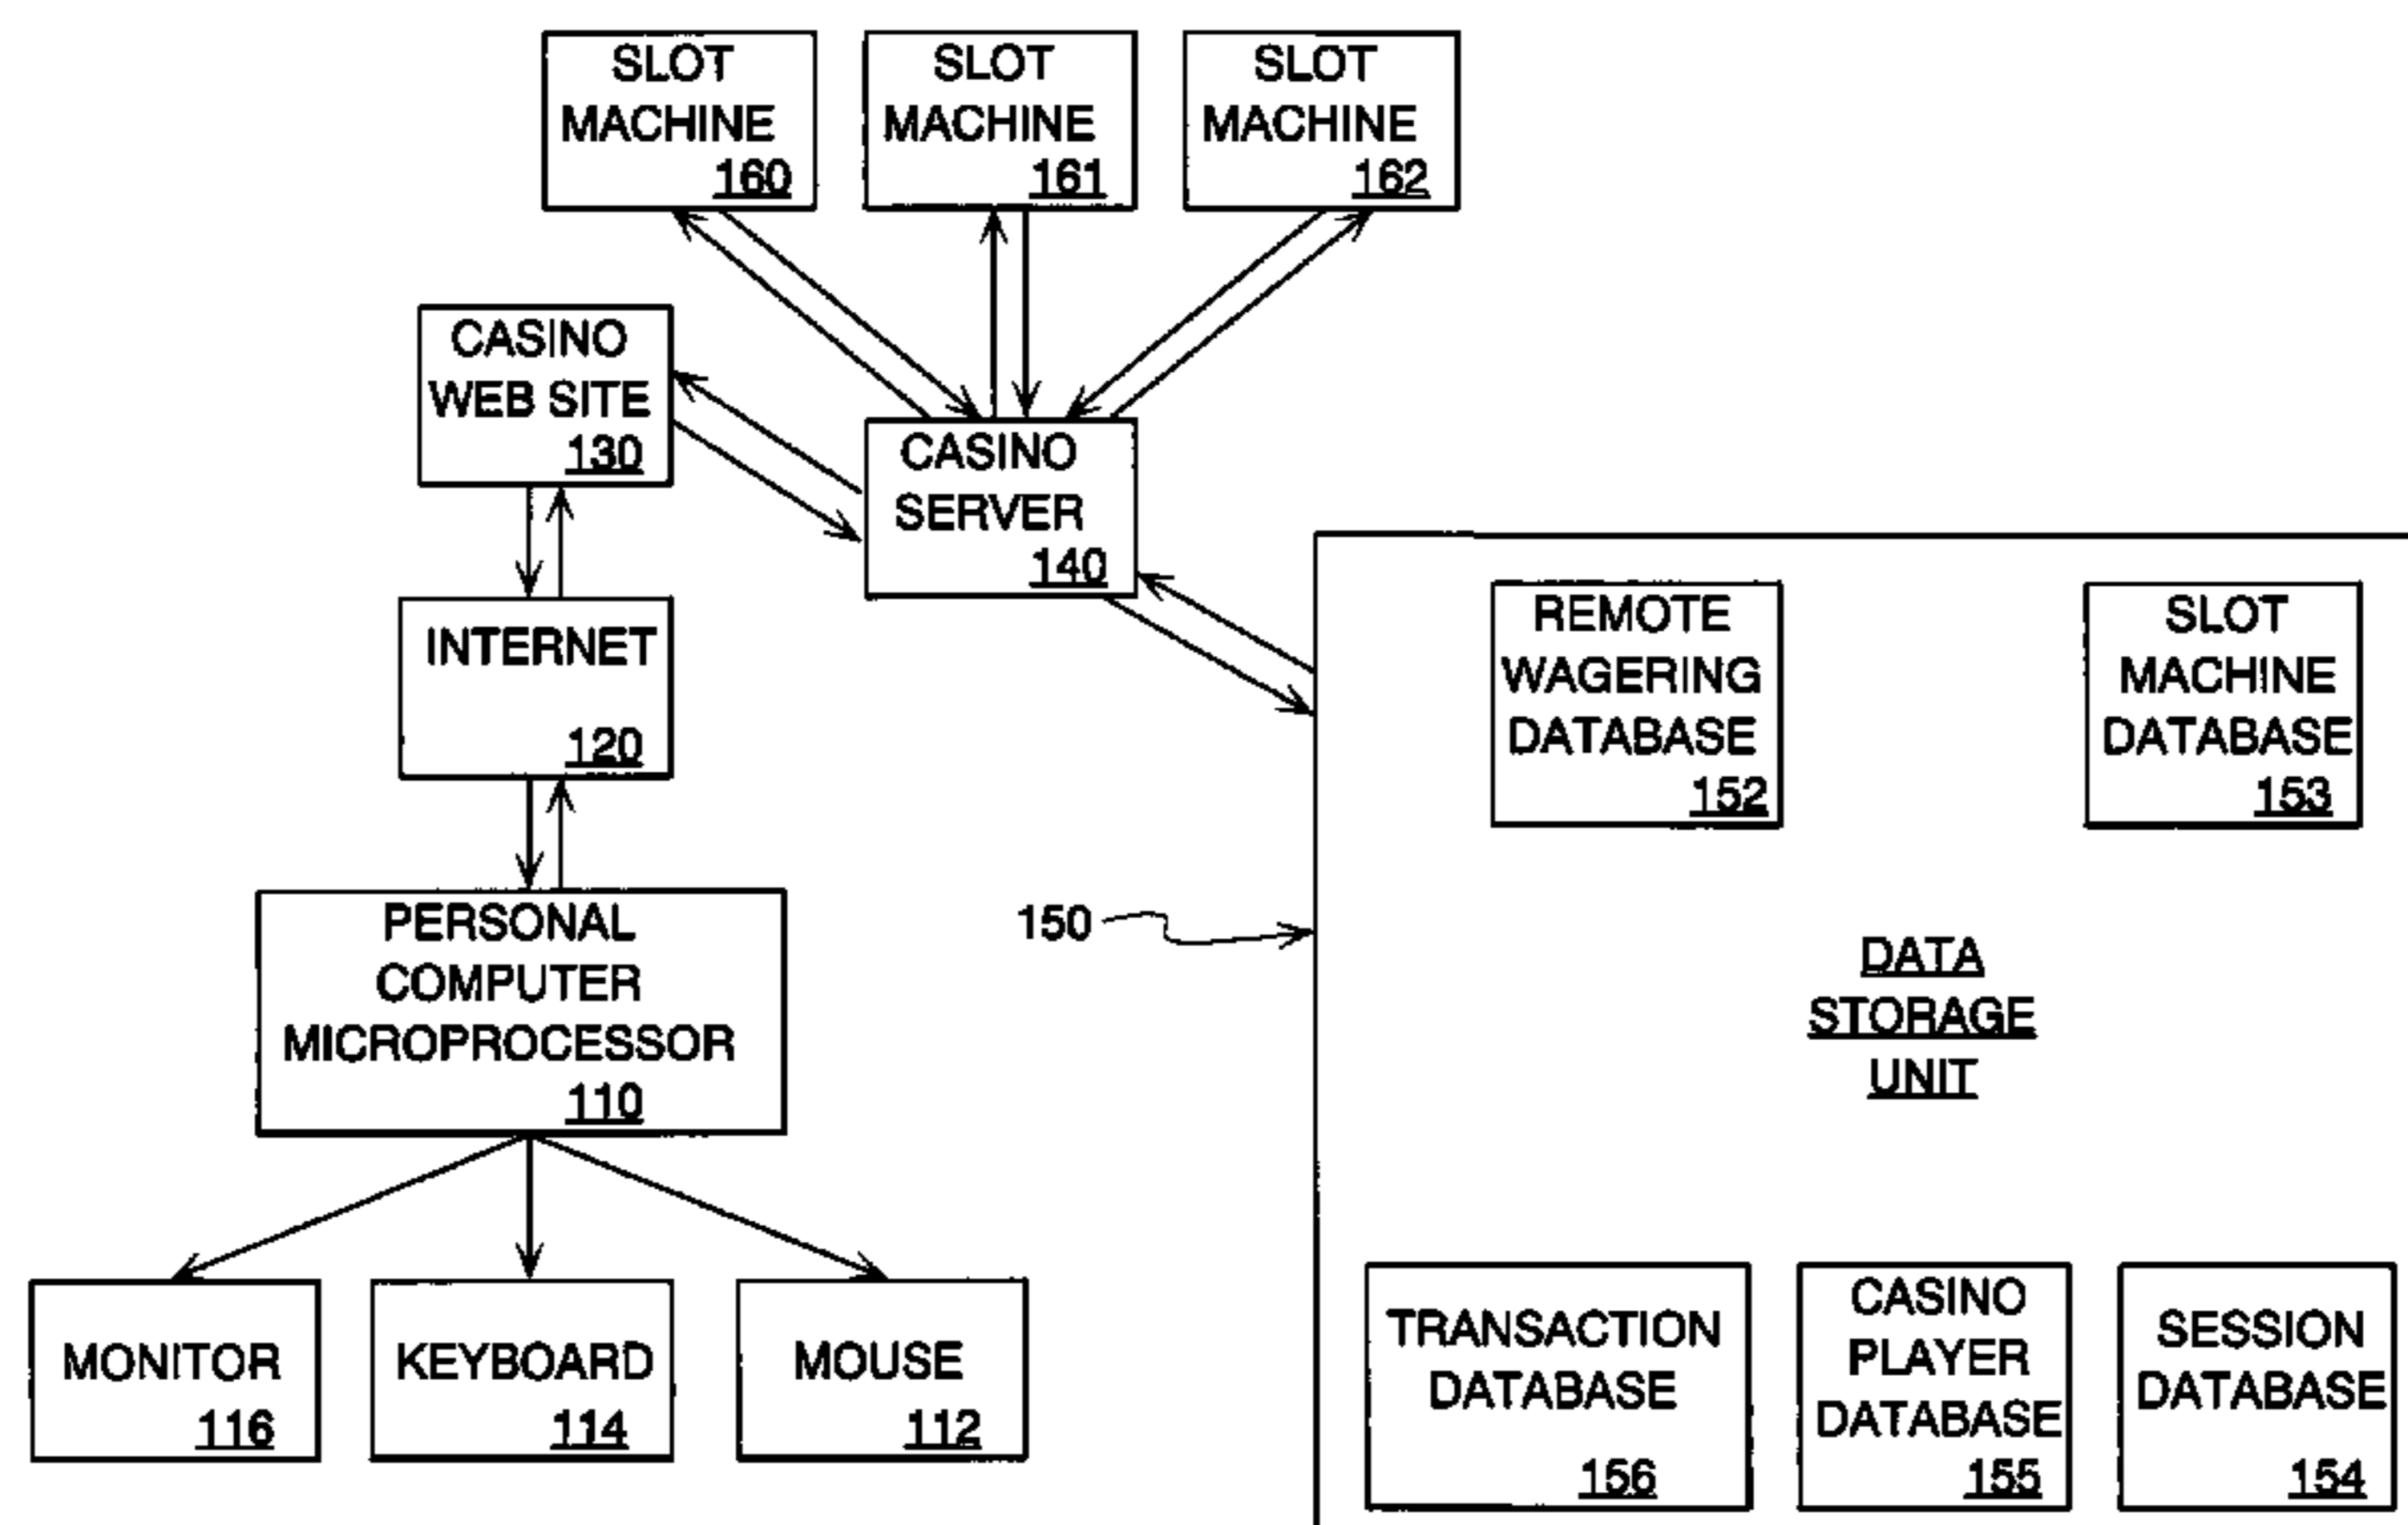 SLOT
MACHINE
160
SLOT
MACHINE
161
SLOT
MACHINE
162
CASINO
WEB SITE
130
CASINO
SERVER
140
INTERNET
120
REMOTE
WAGERING
DATABASE
152
SLOT
MACHINE
DATABASE
153
PERSONAL
COMPUTER
MICROPROCESSOR
110
150
DATA
STORAGE
UNIT
MONITOR
116
KEYBOARD
114
MOUSE
112
TRANSACTION
DATABASE
156
CASINO
PLAYER
DATABASE
155
SESSION
DATABASE
154